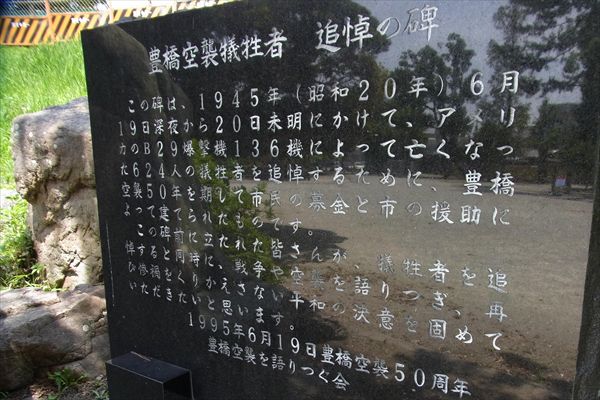 豊橋空襲犠牲者 追悼の碑
この碑は、1945年(昭和20年)6月
19日深夜から20日未明にかけて、アメリ
カのB29爆撃機136機によって亡くなっ
た624人の犠牲者を追悼するため、豊橋
空襲50年を期して市民の募金と市の援助に
よって建てられたものです。
この碑の前に立たれた皆さんが、犠牲者を追
悼すると同時に、戦争や空襲を語りつぎ、再
びこの惨禍をくりかえさない平和の決意を固めて
いただきたいと思います。
1995年6月19日豊橋空襲50周年
豊橋空襲を語りつぐ会